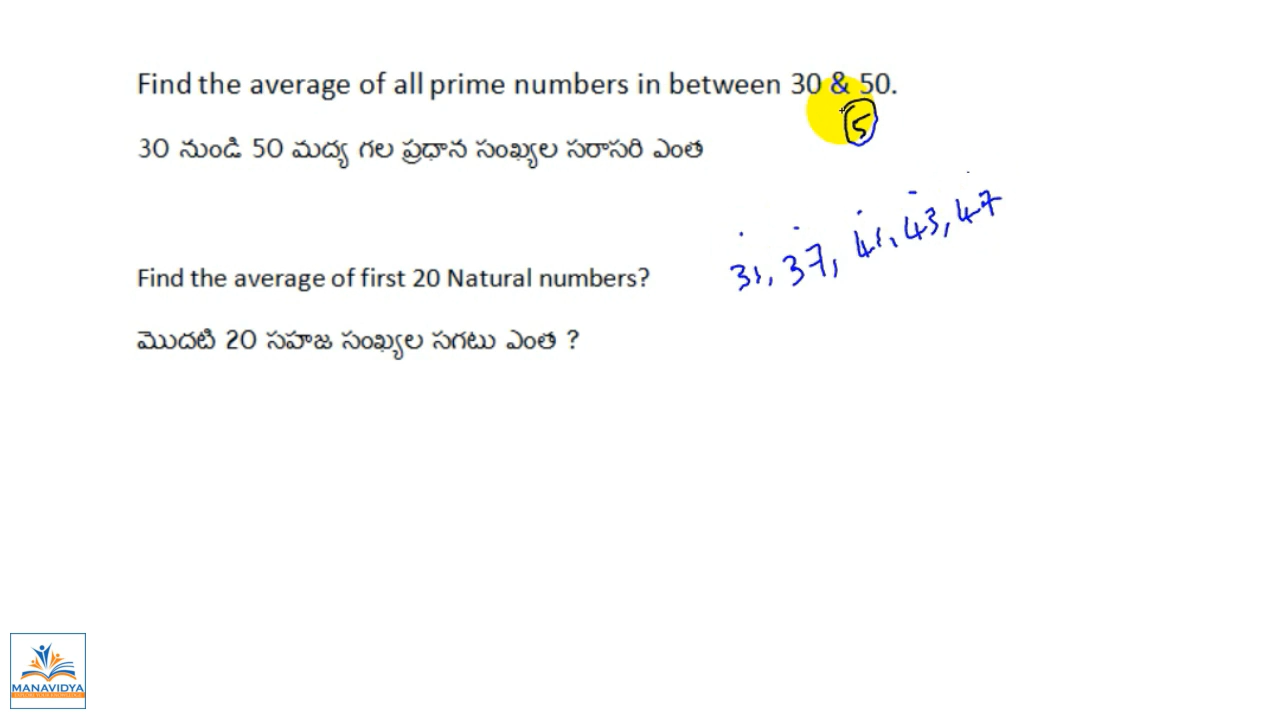 Find the average of all prime numbers in between 30 & 50.
5
30 నుండి 50 మద్య గల ప్రధాన సంఖ్యల సరాసరి ఎంత
31, 37, 41, 43, 47
Find the average of first 20 Natural numbers?
మొదటి 20 సహజ సంఖ్యల సగటు ఎంత ?
MANAVIDYA